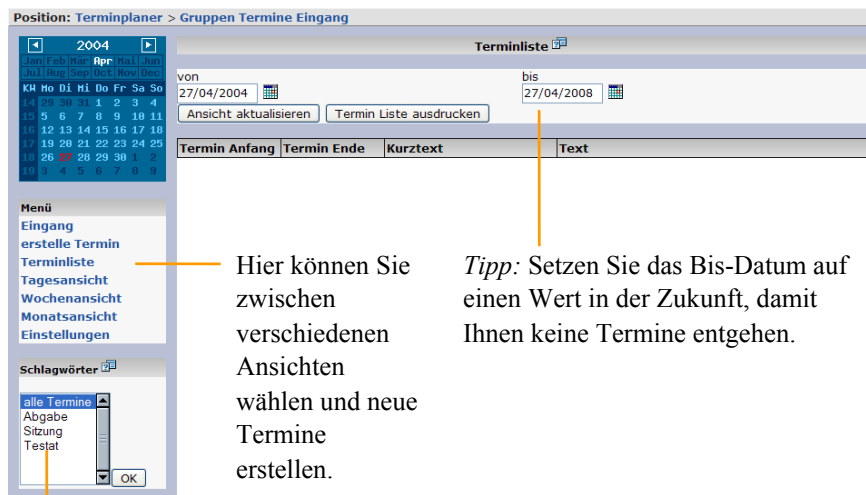 Position: Terminplaner > Gruppen Termine Eingang
2004
Jan Feb Mär Apr Mai Jun
Jul Aug Sep Oct Nov Dec
KW Mo Di Mi Do Fr Sa So
14 29 30 31 1 2 3 4
15 5 6 7 8 9 10 11
16 12 13 14 15 16 17 18
17 19 20 21 22 23 24 25
18 26 27 28 29 30 1 2
19 3 4 5 6 7 8 9
Terminliste
von bis
27/04/2004 27/04/2008
Ansicht aktualisieren Termin Liste ausdrucken
Termin Anfang Termin Ende Kurztext Text
Menü
Eingang
erstelle Termin
Terminliste
Tagesansicht
Wochenansicht
Monatsansicht
Einstellungen
Hier können Sie
zwischen
verschiedenen
Ansichten
wählen und neue
Termine
erstellen.
Tipp: Setzen Sie das Bis-Datum auf
einen Wert in der Zukunft, damit
Ihnen keine Termine entgehen.
Schlagwörter
alle Termine
Abgabe
Sitzung
Testat
OK